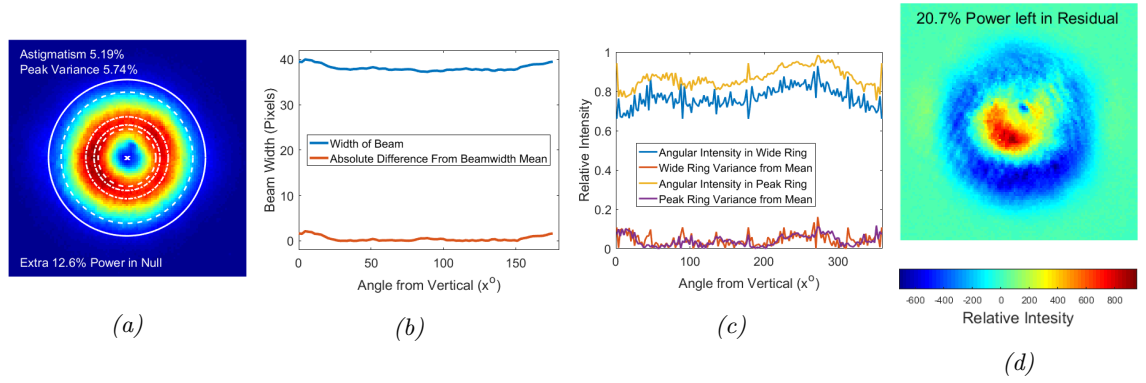 Astigmatism 5.19%
Peak Variance 5.74%
Extra 12.6% Power in Null
(a)
Beam Width (Pixels)
40
30
20
10
0
Width of Beam
Absolute Difference From Beamwidth Mean
0
50
100
150
Angle from Vertical (x°)
(b)
Relative Intensity
1
0.8
0.6
0.4
0.2
0
Angular Intensity in Wide Ring
Wide Ring Variance from Mean
Angular Intensity in Peak Ring
Peak Ring Variance from Mean
0
100
200
300
Angle from Vertical (x°)
(c)
20.7% Power left in Residual
-600 -400 -200 0 200 400 600 800
Relative Intesity
(d)